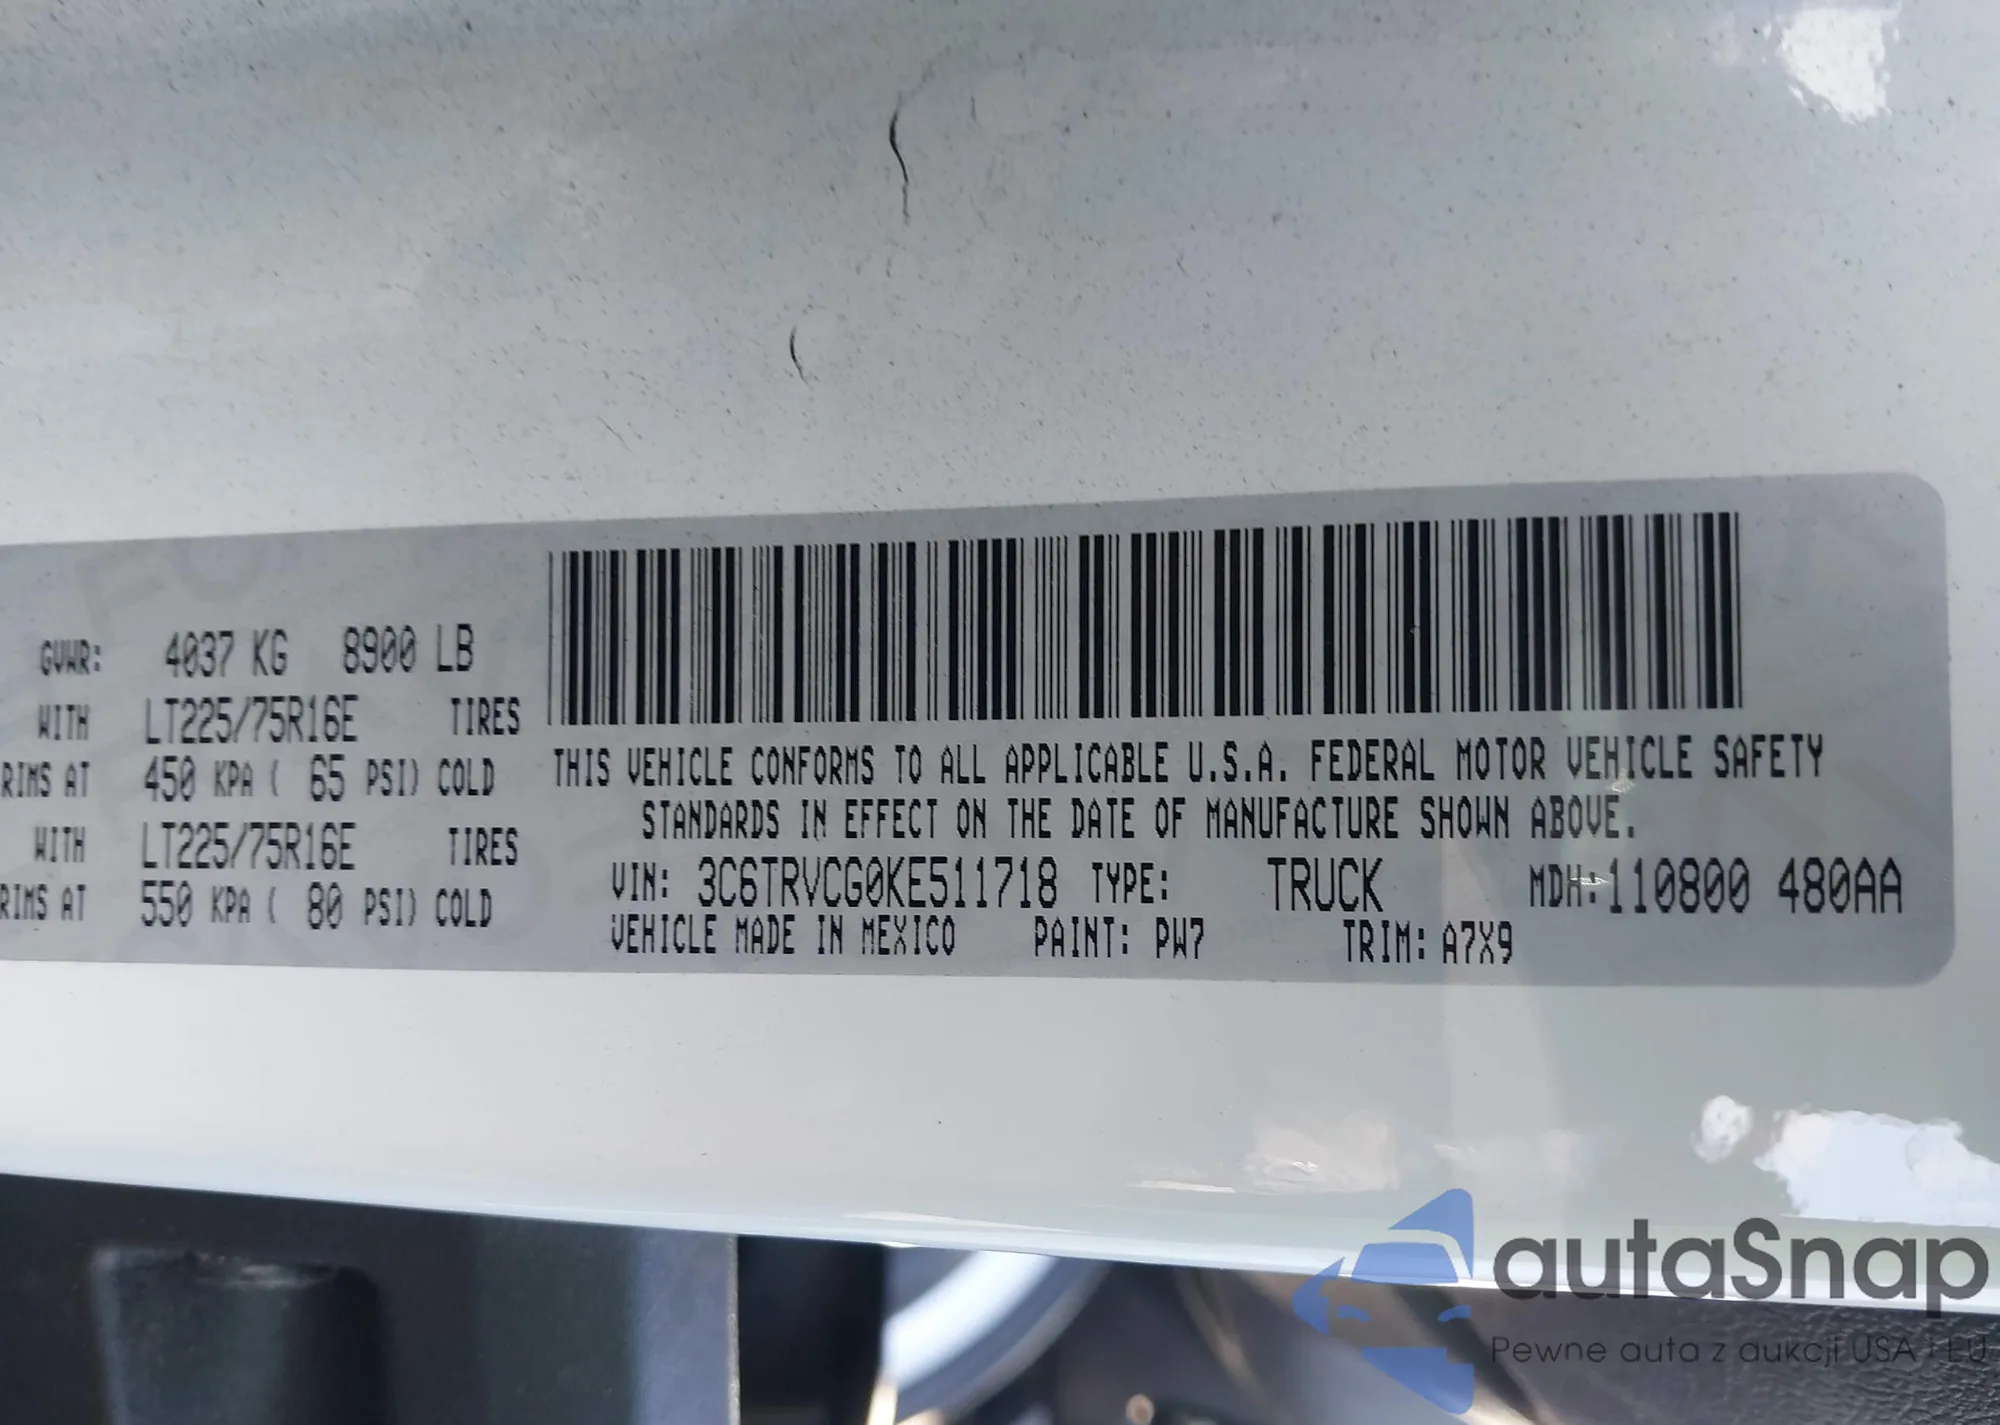 GVWR: 4037 KG 8900 LB
WITH LT225/75R16E TIRES
RIMS AT 450 KPA ( 65 PSI) COLD
WITH LT225/75R16E TIRES
RIMS AT 550 KPA ( 80 PSI) COLD
THIS VEHICLE CONFORMS TO ALL APPLICABLE U.S.A. FEDERAL MOTOR VEHICLE SAFETY
STANDARDS IN EFFECT ON THE DATE OF MANUFACTURE SHOWN ABOVE.
VIN: 3C6TRVCG0KE511718 TYPE: TRUCK MDH:110800 480AA
VEHICLE MADE IN MEXICO PAINT: PW7 TRIM: A7X9
autaSnap
Pewne auta z aukcji USA i EU